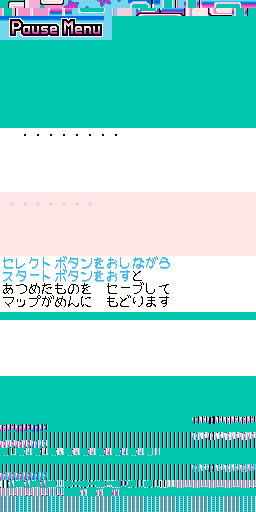 Pause Menu
・・・・・・・・
・・・・・・・
セレクトボタンをおしながら
スタートボタンをおすと
あつめたものを　セーブして
マップがめんに　もどります